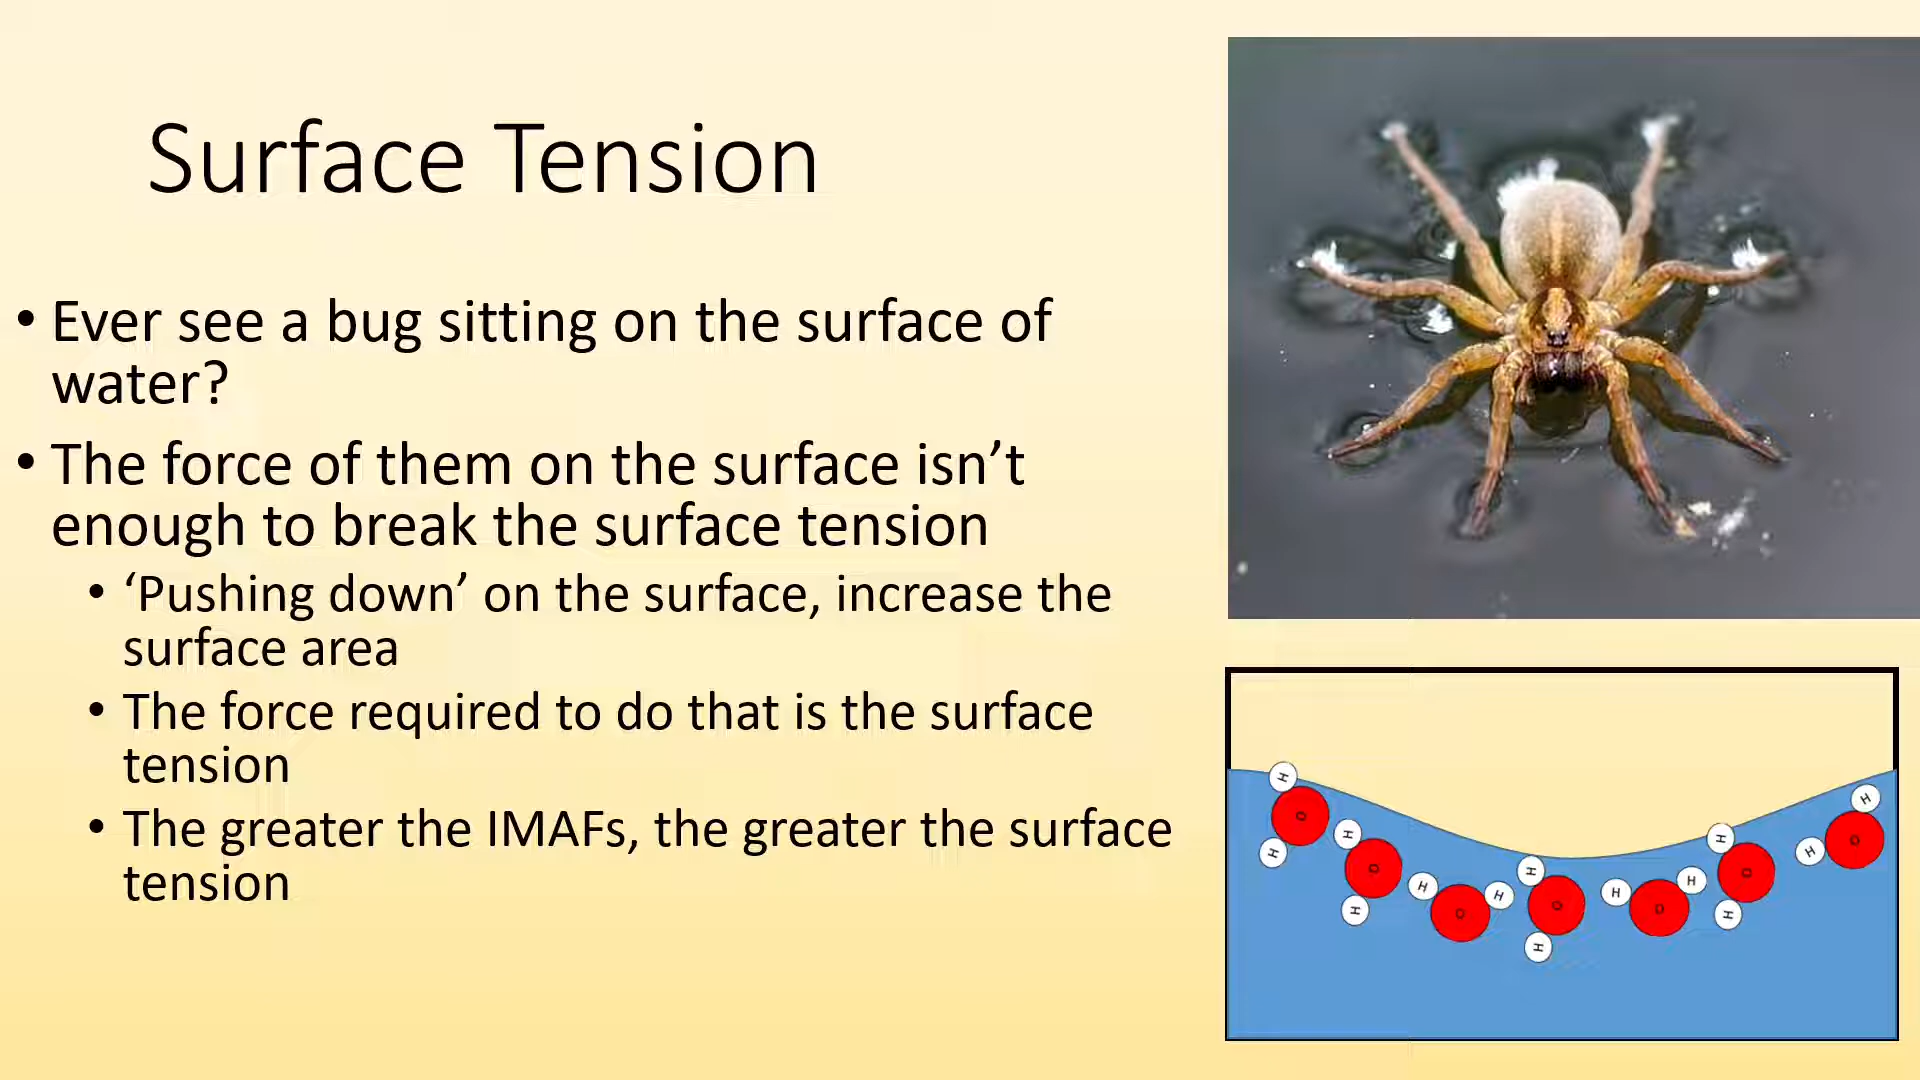 Surface Tension
• Ever see a bug sitting on the surface of
water?
• The force of them on the surface isn’t
enough to break the surface tension
• ‘Pushing down’ on the surface, increase the
surface area
• The force required to do that is the surface
tension
• The greater the IMAFs, the greater the surface
tension
H O H
H O H
H O H
H O H
H O H
H O H
H O H